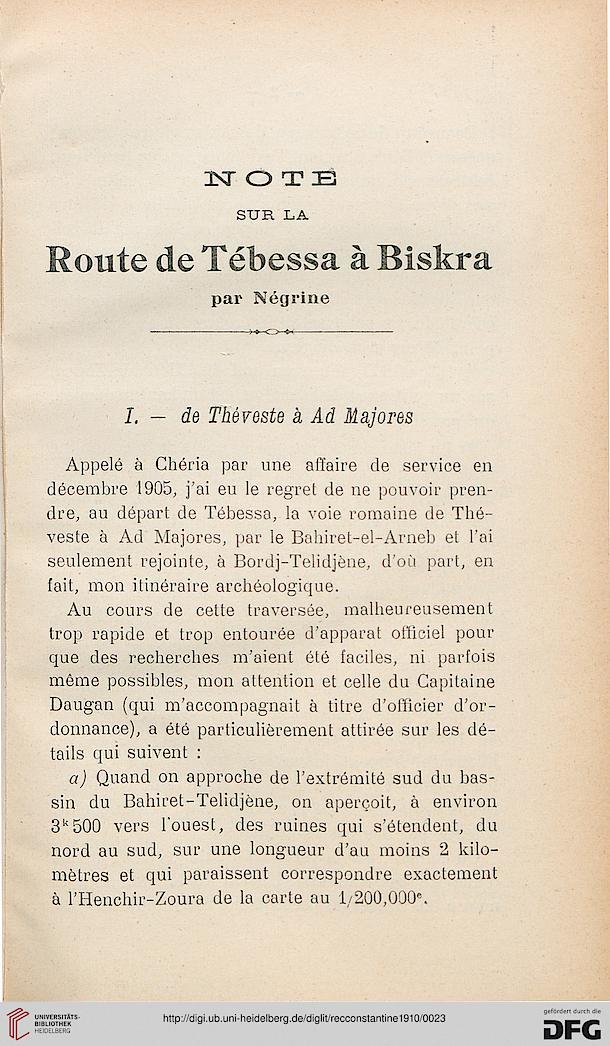 NOTE
SUR LA
Route de Tébessa à Biskra
par Négrine
I. — de Théveste à Ad Majores
Appelé à Chéria par une affaire de service en
décembre 1905, j'ai eu le regret de ne pouvoir pren-
dre, au départ de Tébessa, la voie romaine de Thé-
veste à Ad Majores, par le Bahiret-el-Arneb et l'ai
seulement rejointe, à Bordj-Telidjène, d'où part, en
fait, mon itinéraire archéologique.
Au cours de cette traversée, malheureusement
trop rapide et trop entourée d'apparat officiel pour
que des recherches m'aient été faciles, ni parfois
même possibles, mon attention et celle du Capitaine
Daugan (qui m'accompagnait à titre d'officier d'or-
donnance), a été particulièrement attirée sur les dé-
tails qui suivent :
a) Quand on approche de l'extrémité sud du bas-
sin du Bahiret-Telidjène, on aperçoit, à environ
3ᵏ500 vers l'ouest, des ruines qui s'étendent, du
nord au sud, sur une longueur d'au moins 2 kilo-
mètres et qui paraissent correspondre exactement
à l'Henchir-Zoura de la carte au 1/200,000ᵉ.
UNIVERSITÄTS-
BIBLIOTHEK
HEIDELBERG
http://digi.ub.uni-heidelberg.de/diglit/recconstantine1910/0023
gefördert durch die
DFG